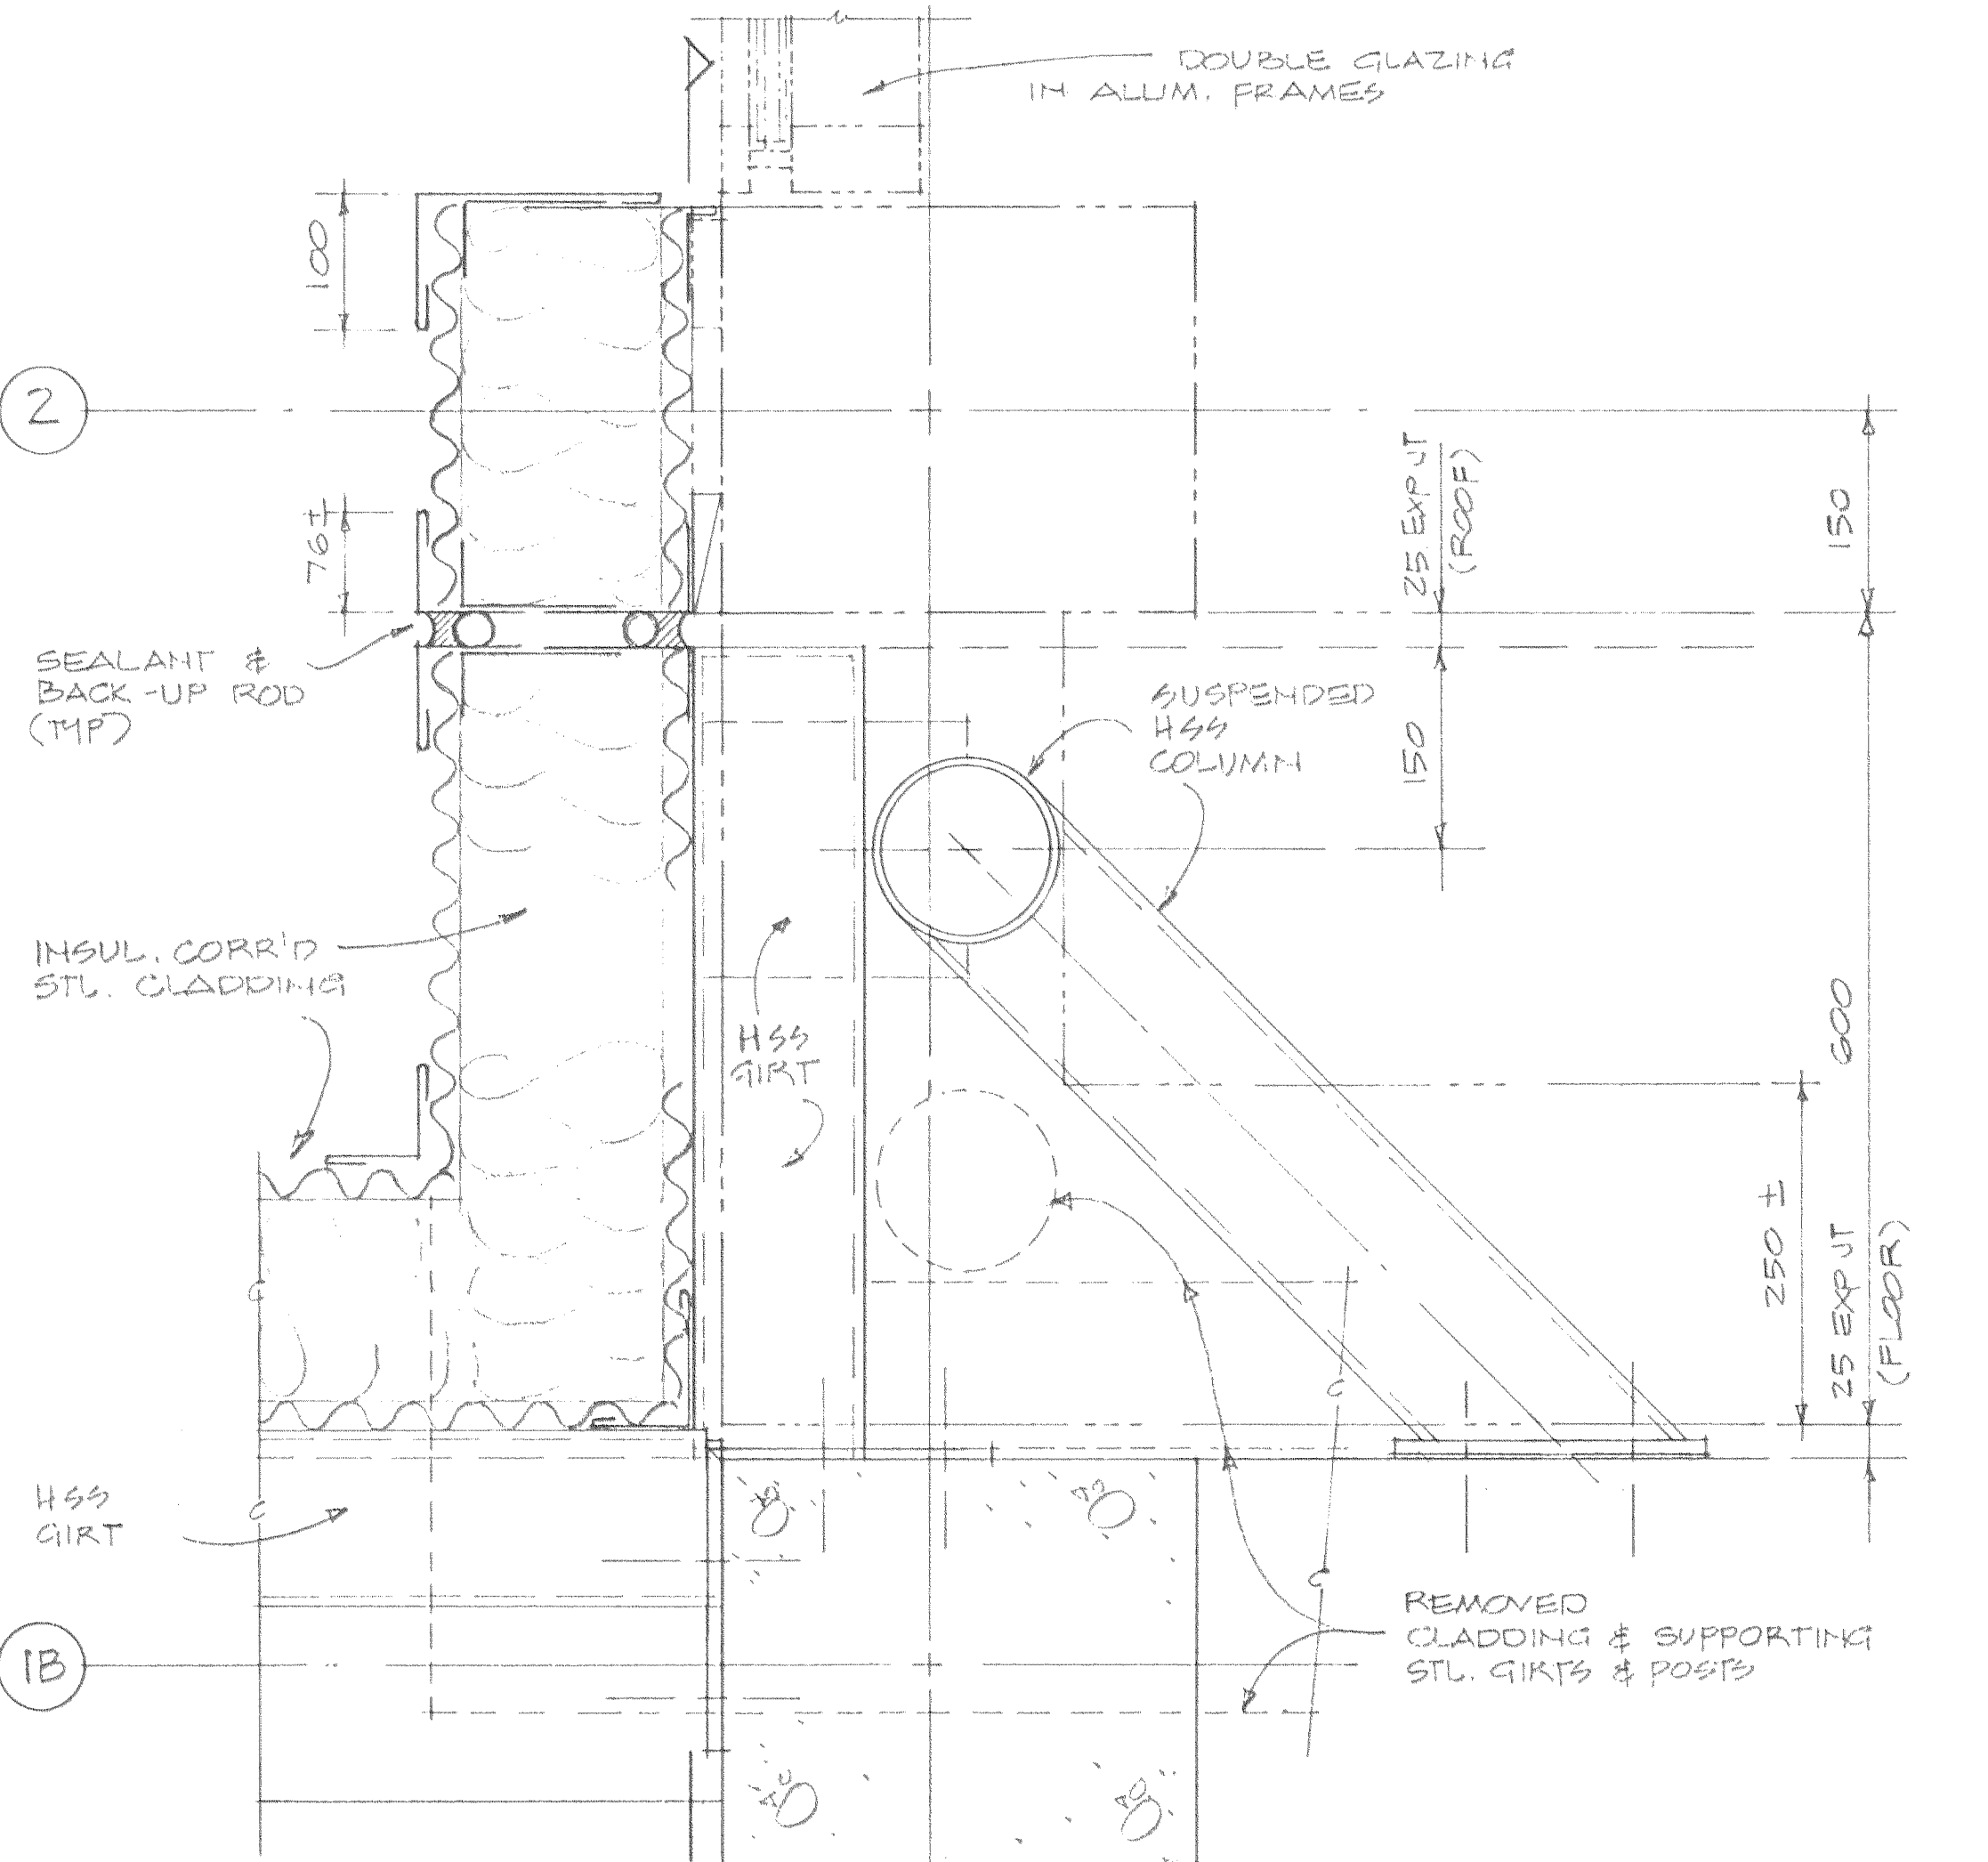 DOUBLE GLAZING
IN ALUM. FRAMES
100
2
25 EXP JT
(ROOF)
150
76±
SEALANT &
BACK-UP ROD
(TYP)
SUSPENDED
HSS
COLUMN
150
INSUL. CORR'D
STL. CLADDING
HSS
GIRT
600
250 ±
25 EXP JT
(FLOOR)
HSS
GIRT
REMOVED
CLADDING & SUPPORTING
STL. GIRTS & POSTS
1B